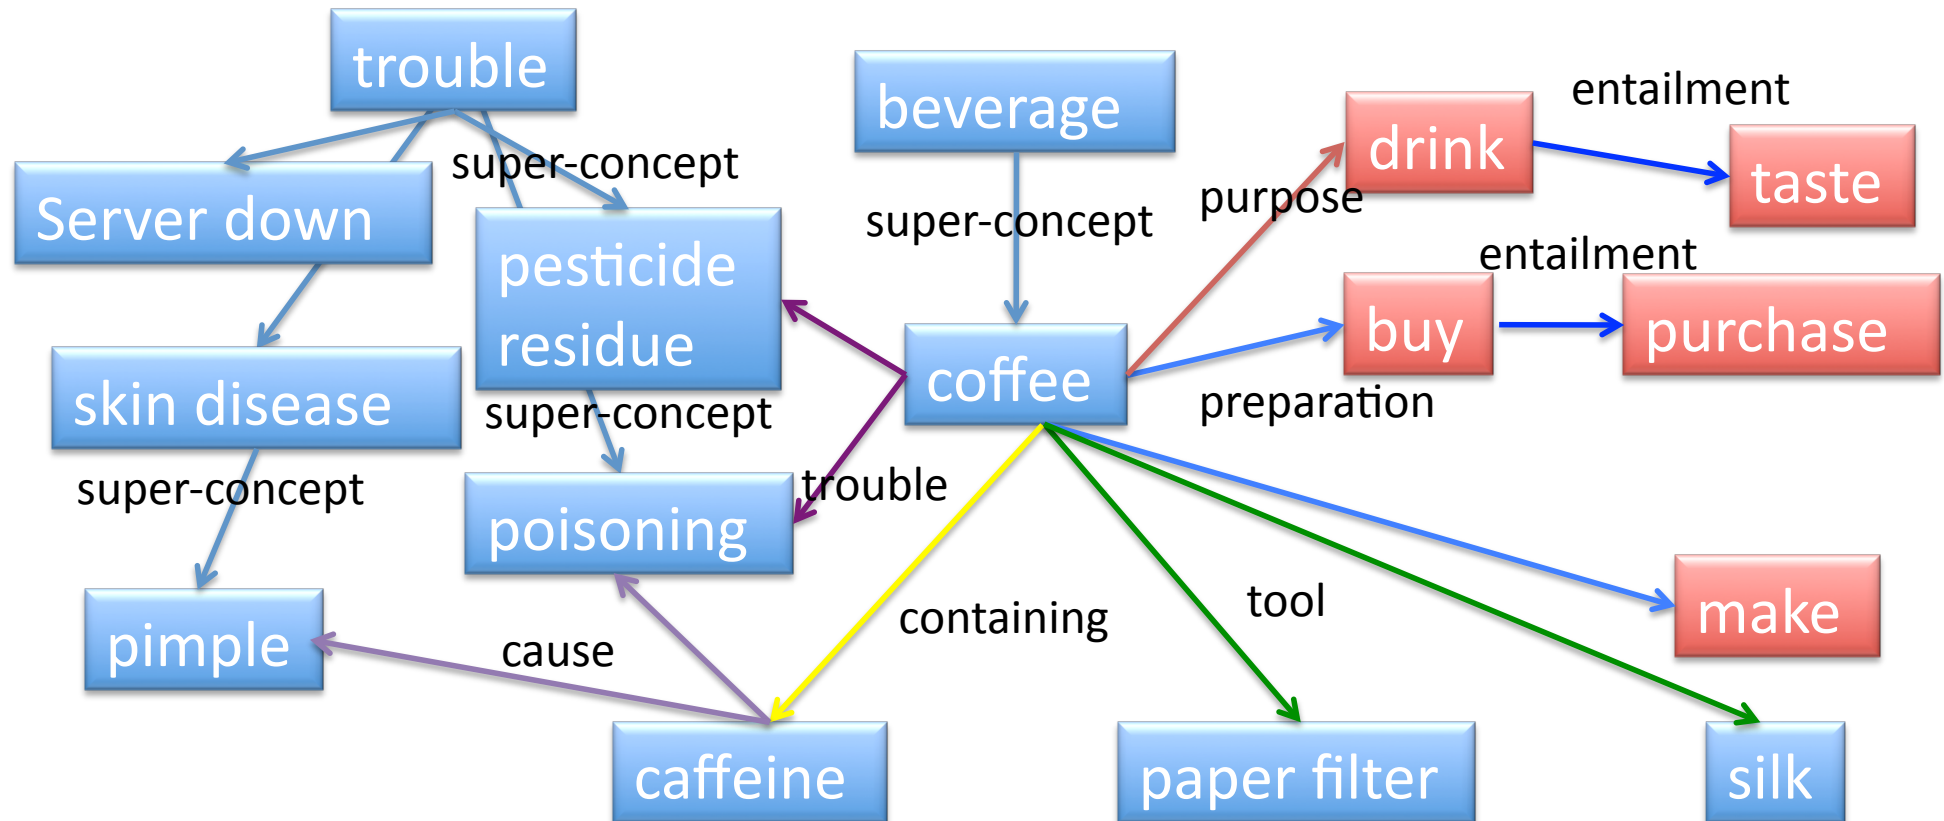 trouble
beverage
entailment
drink
super-concept
taste
purpose
Server down
super-concept
pesticide
residue
entailment
buy
purchase
coffee
skin disease
super-concept
preparation
super-concept
trouble
poisoning
make
tool
containing
pimple
cause
caffeine
paper filter
silk